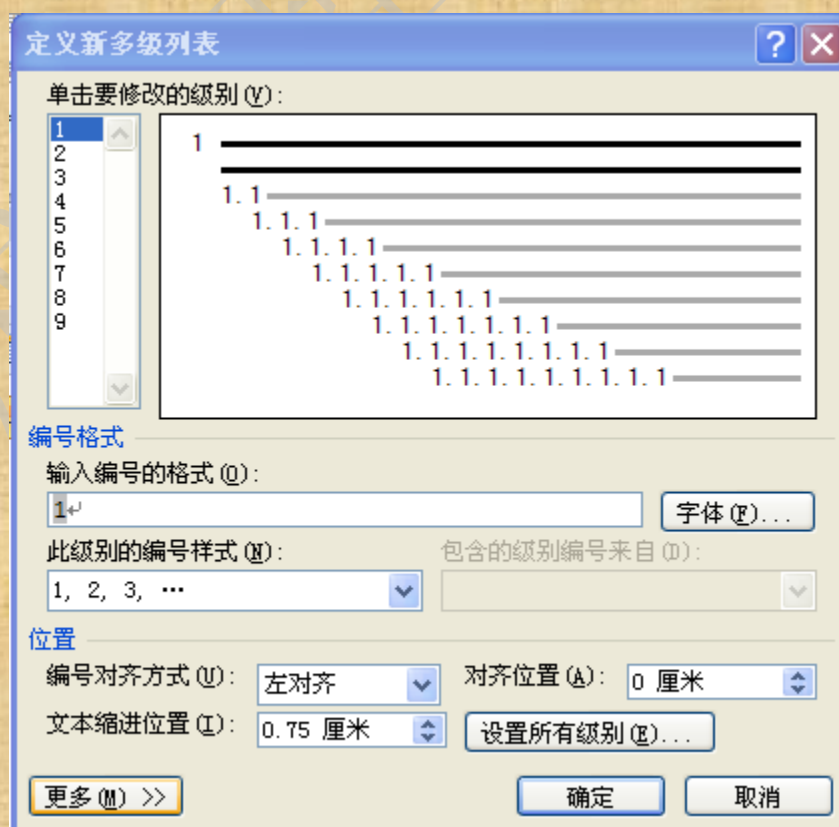 定义新多级列表
单击要修改的级别(V):
1
2
3
4
5
6
7
8
9
1
1.1
1.1.1
1.1.1.1
1.1.1.1.1
1.1.1.1.1.1
1.1.1.1.1.1.1
1.1.1.1.1.1.1.1
1.1.1.1.1.1.1.1.1
编号格式
输入编号的格式(O):
1↵
字体(F)...
此级别的编号样式(N): 包含的级别编号来自(D):
1, 2, 3, …
位置
编号对齐方式(U): 左对齐 对齐位置(A): 0 厘米
文本缩进位置(I): 0.75 厘米 设置所有级别(E)...
更多(M) >> 确定 取消